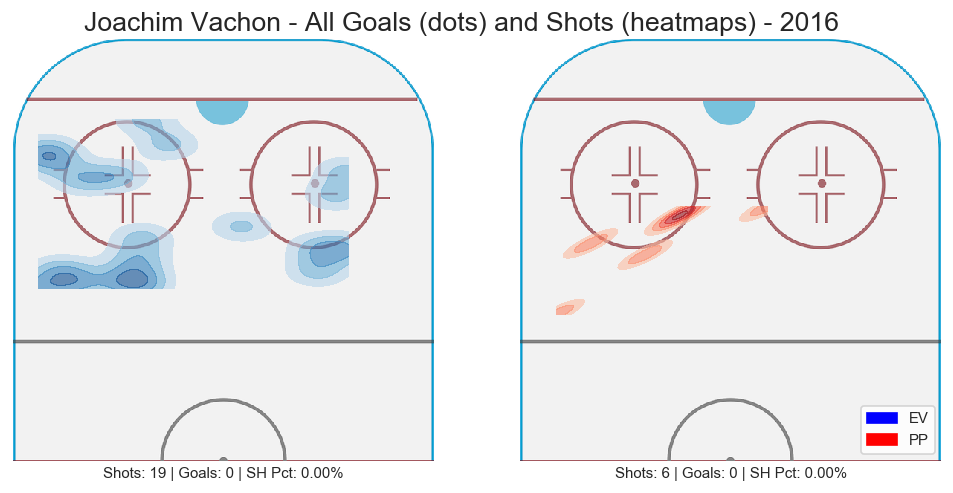 Joachim Vachon - All Goals (dots) and Shots (heatmaps) - 2016
EV
PP
Shots: 19 | Goals: 0 | SH Pct: 0.00%
Shots: 6 | Goals: 0 | SH Pct: 0.00%